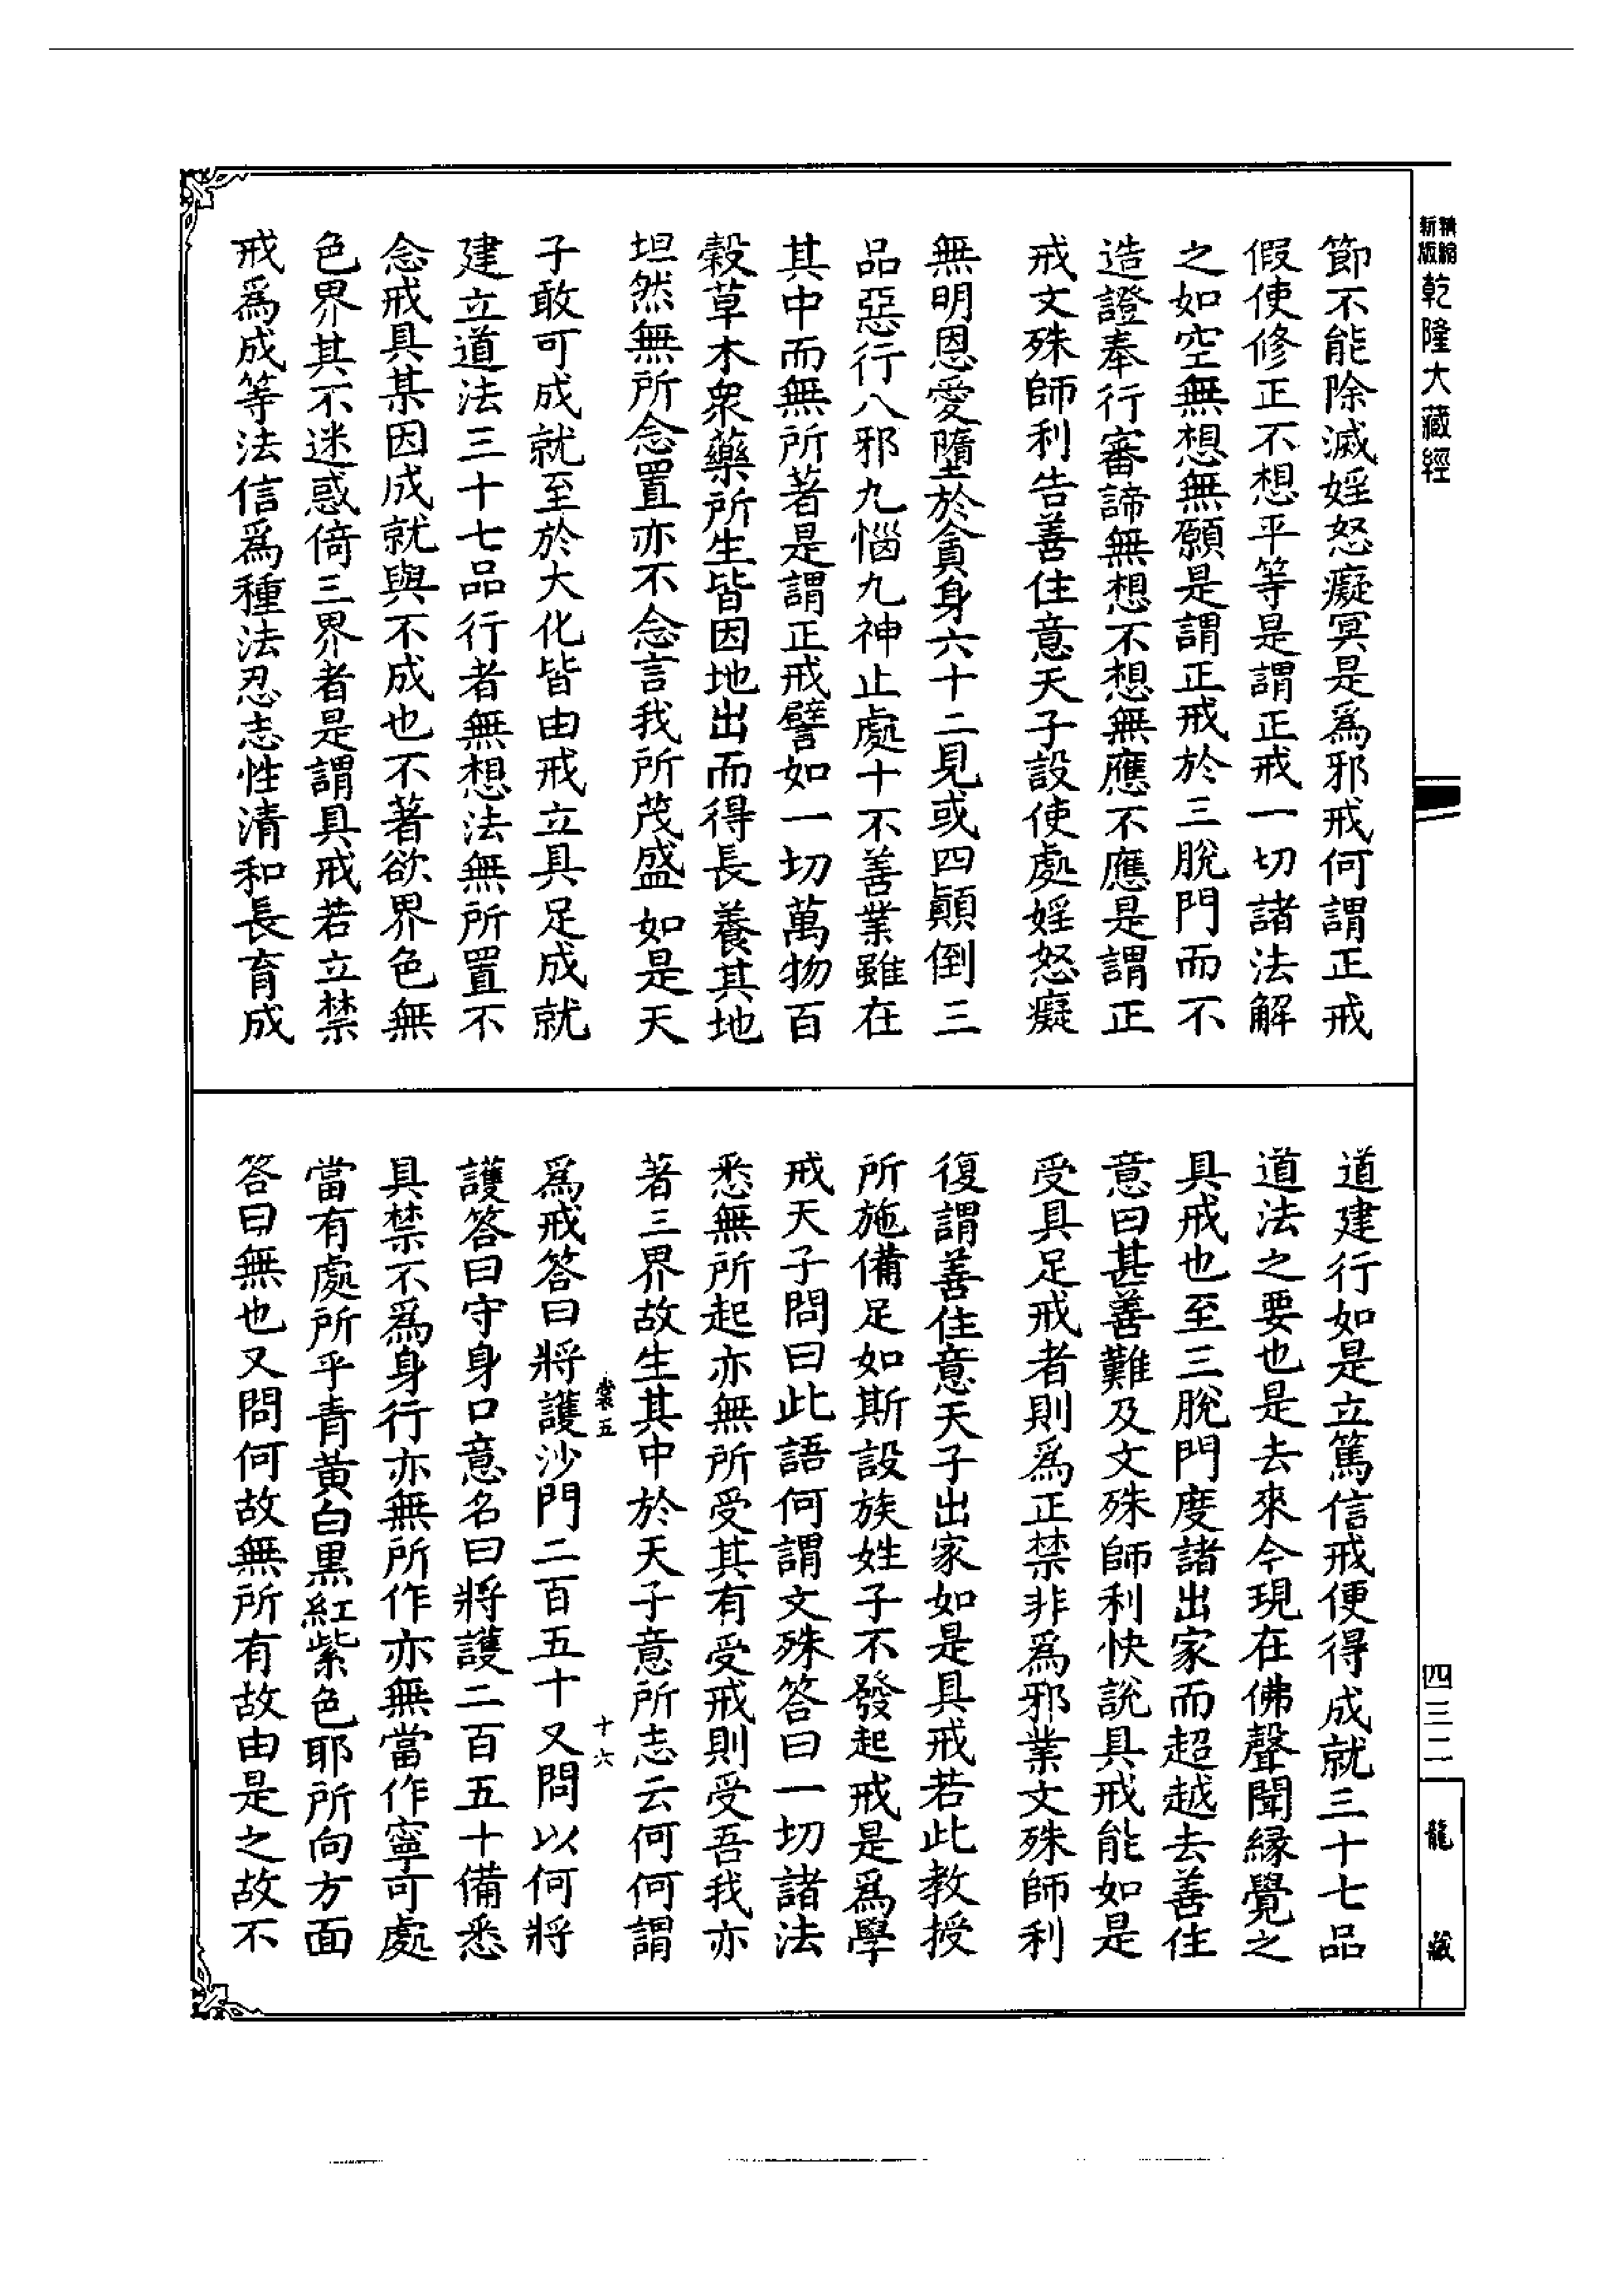 精縮新版乾隆大藏經
節不能除滅婬怒癡冥是爲邪戒何謂正戒
假使修正不想平等是謂正戒一切諸法解
之如空無想無願是謂正戒於三脫門而不
造證奉行審諦無想不想無應不應是謂正
戒文殊師利告善住意天子設使處婬怒癡
無明恩愛墮於貪身六十二見或四顚倒三
品惡行八邪九惱九神止處十不善業雖在
其中而無所著是謂正戒譬如一切萬物百
穀草木衆藥所生皆因地出而得長養其地
坦然無所念置亦不念言我所茂盛如是天
子敢可成就至於大化皆由戒立具足成就
建立道法三十七品行者無想法無所置不
念戒具某因成就與不成也不著欲界色無
色界其不迷惑倚三界者是謂具戒若立禁
戒爲成等法信爲種法忍志性清和長育成
道建行如是立篤信戒便得成就三十七品
道法之要也是去來今現在佛聲聞緣覺之
具戒也至三脫門度諸出家而超越去善住
意曰甚善難及文殊師利快說具戒能如是
受具足戒者則爲正禁非爲邪業文殊師利
復謂善住意天子出家如是具戒若此教授
所施備足如斯設族姓子不發起戒是爲學
戒天子問曰此語何謂文殊答曰一切諸法
悉無所起亦無所受其有受戒則受吾我亦
著三界故生其中於天子意所志云何何謂
裳五
十六
爲戒答曰將護沙門二百五十又問以何將
護答曰守身口意名曰將護二百五十備悉
具禁不爲身行亦無所作亦無當作寧可處
當有處所乎青黃白黑紅紫色耶所向方面
答曰無也又問何故無所有故由是之故不
四三二
龍藏